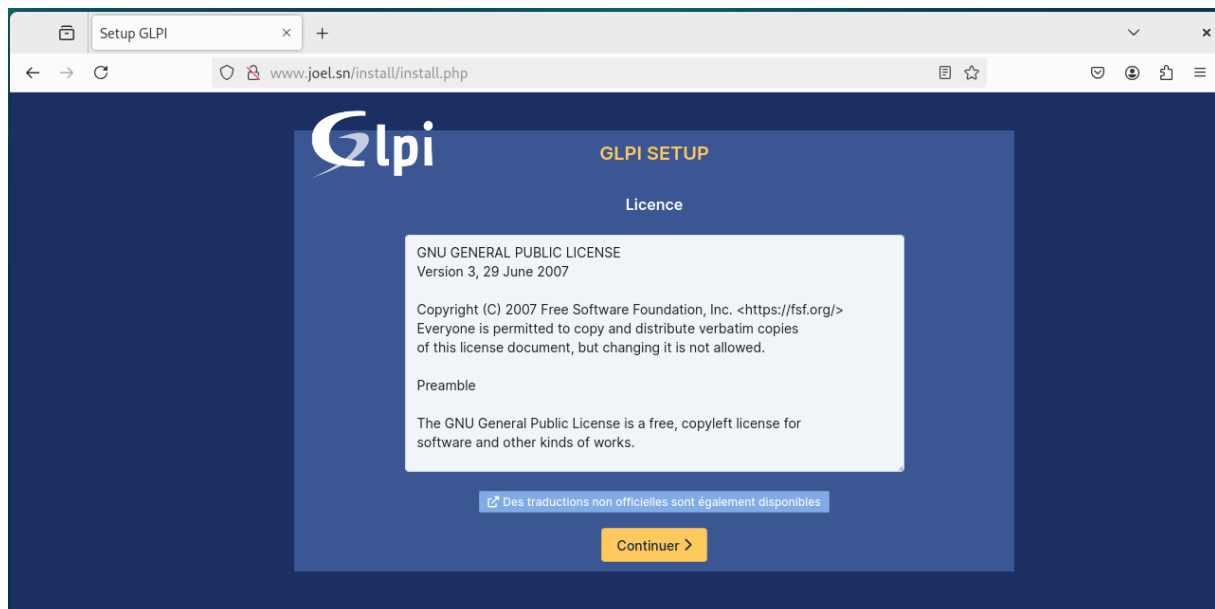 Setup GLPI
www.joel.sn/install/install.php
Glpi
GLPI SETUP
Licence
GNU GENERAL PUBLIC LICENSE
Version 3, 29 June 2007
Copyright (C) 2007 Free Software Foundation, Inc. <https://fsf.org/>
Everyone is permitted to copy and distribute verbatim copies
of this license document, but changing it is not allowed.
Preamble
The GNU General Public License is a free, copyleft license for
software and other kinds of works.
Des traductions non officielles sont également disponibles
Continuer